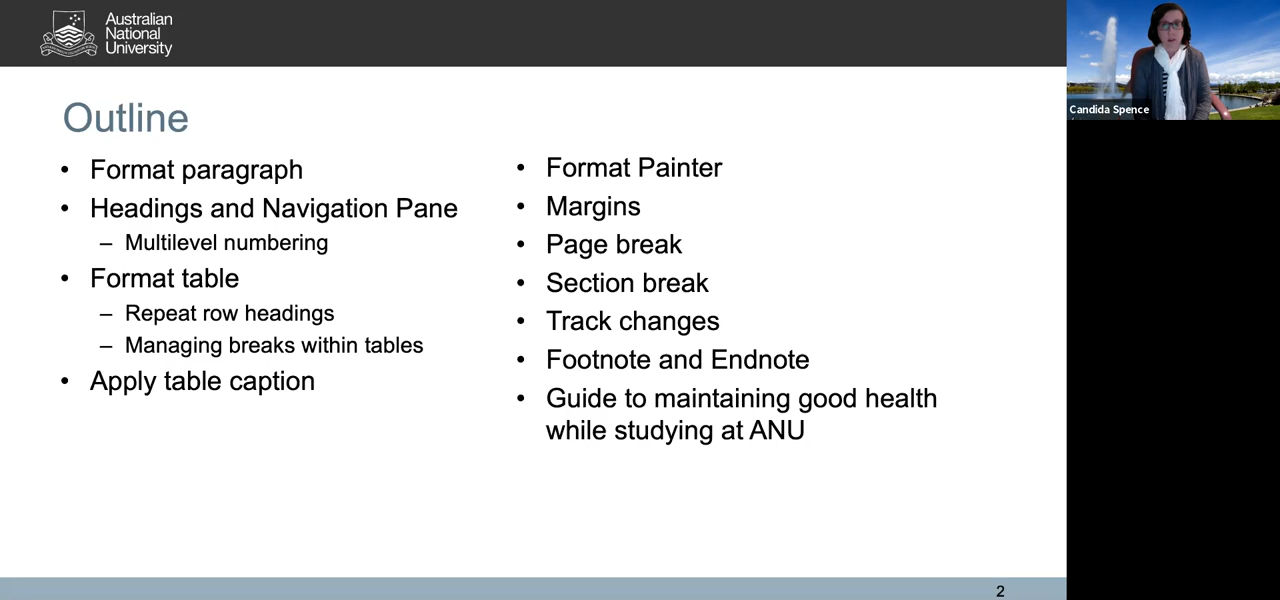 Australian
National
University
Outline
• Format paragraph
• Headings and Navigation Pane
– Multilevel numbering
• Format table
– Repeat row headings
– Managing breaks within tables
• Apply table caption
• Format Painter
• Margins
• Page break
• Section break
• Track changes
• Footnote and Endnote
• Guide to maintaining good health
while studying at ANU
2
Candida Spence